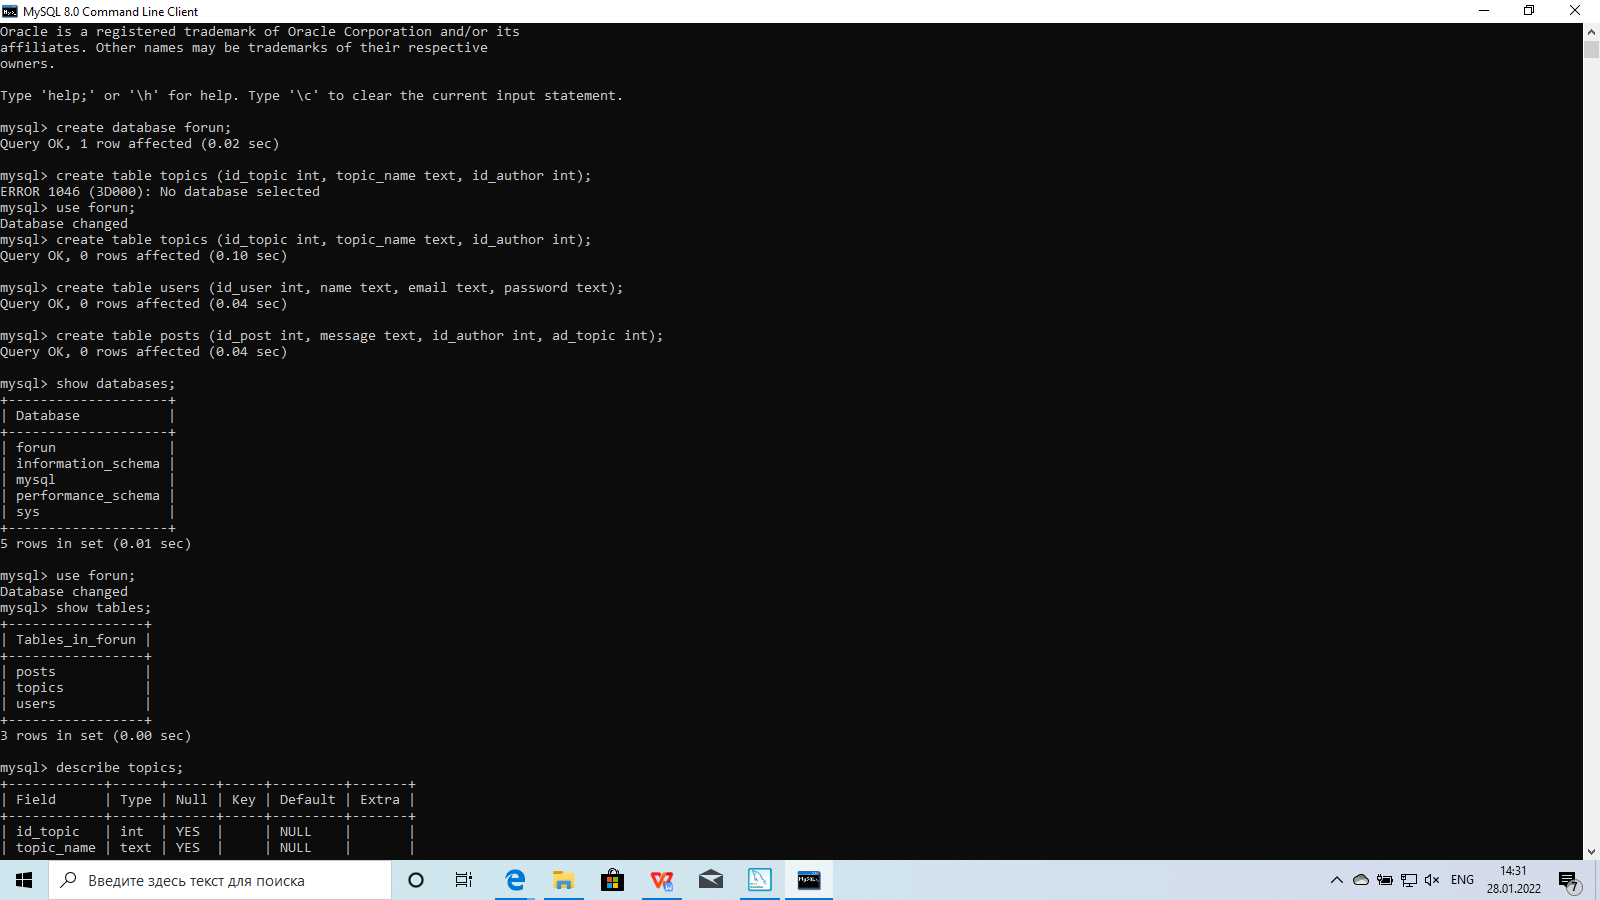 MySQL 8.0 Command Line Client
Oracle is a registered trademark of Oracle Corporation and/or its
affiliates. Other names may be trademarks of their respective
owners.
Type 'help;' or '\h' for help. Type '\c' to clear the current input statement.
mysql> create database forun;
Query OK, 1 row affected (0.02 sec)
mysql> create table topics (id_topic int, topic_name text, id_author int);
ERROR 1046 (3D000): No database selected
mysql> use forun;
Database changed
mysql> create table topics (id_topic int, topic_name text, id_author int);
Query OK, 0 rows affected (0.10 sec)
mysql> create table users (id_user int, name text, email text, password text);
Query OK, 0 rows affected (0.04 sec)
mysql> create table posts (id_post int, message text, id_author int, ad_topic int);
Query OK, 0 rows affected (0.04 sec)
mysql> show databases;
+--------------------+
| Database           |
+--------------------+
| forun              |
| information_schema |
| mysql              |
| performance_schema |
| sys                |
+--------------------+
5 rows in set (0.01 sec)
mysql> use forun;
Database changed
mysql> show tables;
+-----------------+
| Tables_in_forun |
+-----------------+
| posts           |
| topics          |
| users           |
+-----------------+
3 rows in set (0.00 sec)
mysql> describe topics;
+------------+------+------+-----+---------+-------+
| Field      | Type | Null | Key | Default | Extra |
+------------+------+------+-----+---------+-------+
| id_topic   | int  | YES  |     | NULL    |       |
| topic_name | text | YES  |     | NULL    |       |
Введите здесь текст для поиска
ENG
14:31
28.01.2022
7